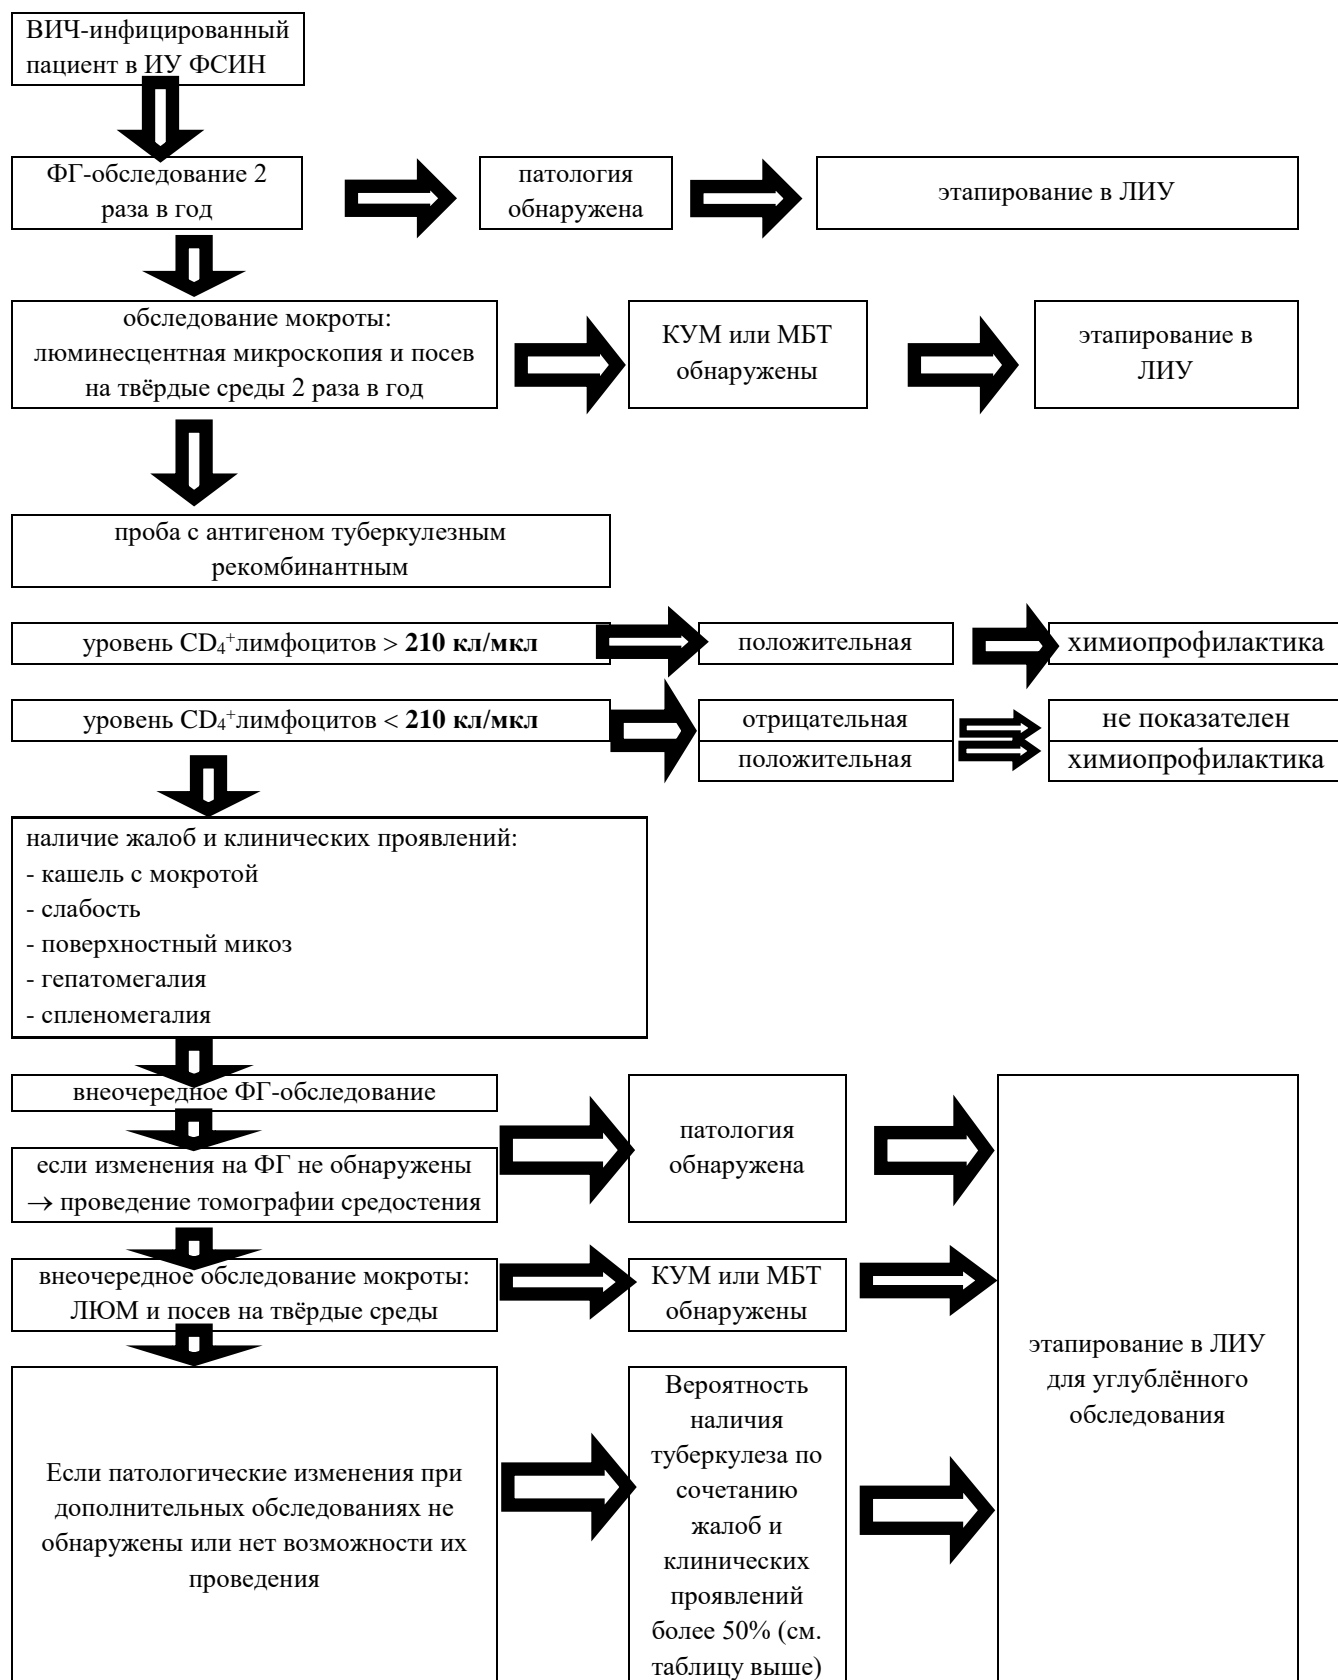 ВИЧ-инфицированный
пациент в ИУ ФСИН
ФГ-обследование 2
раза в год
патология
обнаружена
этапирование в ЛИУ
обследование мокроты:
люминесцентная микроскопия и посев
на твёрдые среды 2 раза в год
КУМ или МБТ
обнаружены
этапирование в
ЛИУ
проба с антигеном туберкулезным
рекомбинантным
уровень CD₄⁺лимфоцитов > 210 кл/мкл
положительная
химиопрофилактика
уровень CD₄⁺лимфоцитов < 210 кл/мкл
отрицательная
не показателен
положительная
химиопрофилактика
наличие жалоб и клинических проявлений:
- кашель с мокротой
- слабость
- поверхностный микоз
- гепатомегалия
- спленомегалия
внеочередное ФГ-обследование
если изменения на ФГ не обнаружены
→ проведение томографии средостения
патология
обнаружена
внеочередное обследование мокроты:
ЛЮМ и посев на твёрдые среды
КУМ или МБТ
обнаружены
Если патологические изменения при
дополнительных обследованиях не
обнаружены или нет возможности их
проведения
Вероятность
наличия
туберкулеза по
сочетанию
жалоб и
клинических
проявлений
более 50% (см.
таблицу выше)
этапирование в ЛИУ
для углублённого
обследования